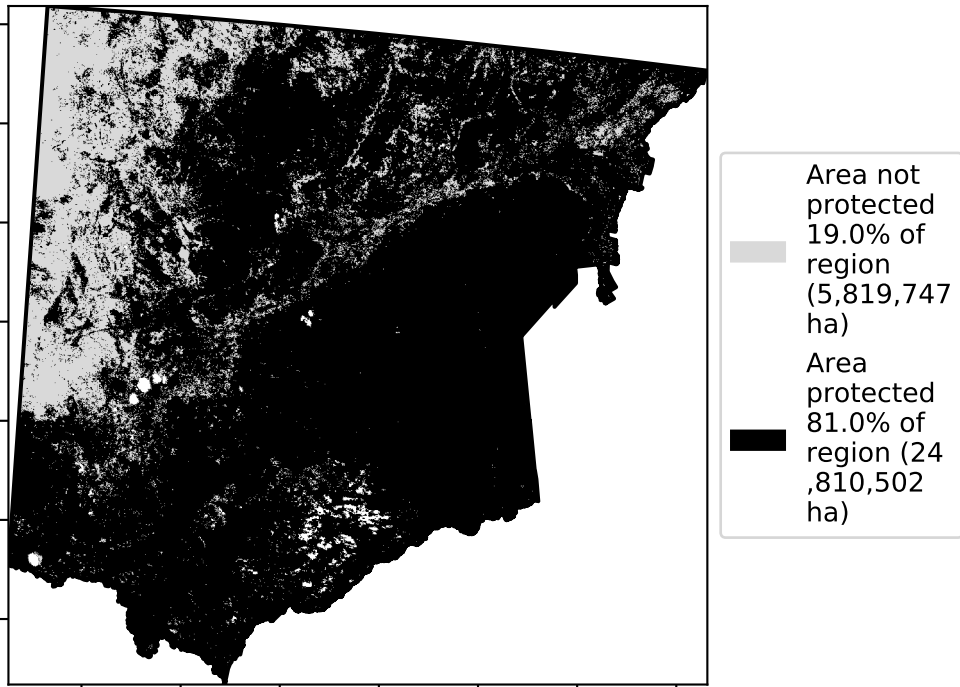 Area not
protected
19.0% of
region
(5,819,747
ha)
Area
protected
81.0% of
region (24
,810,502
ha)